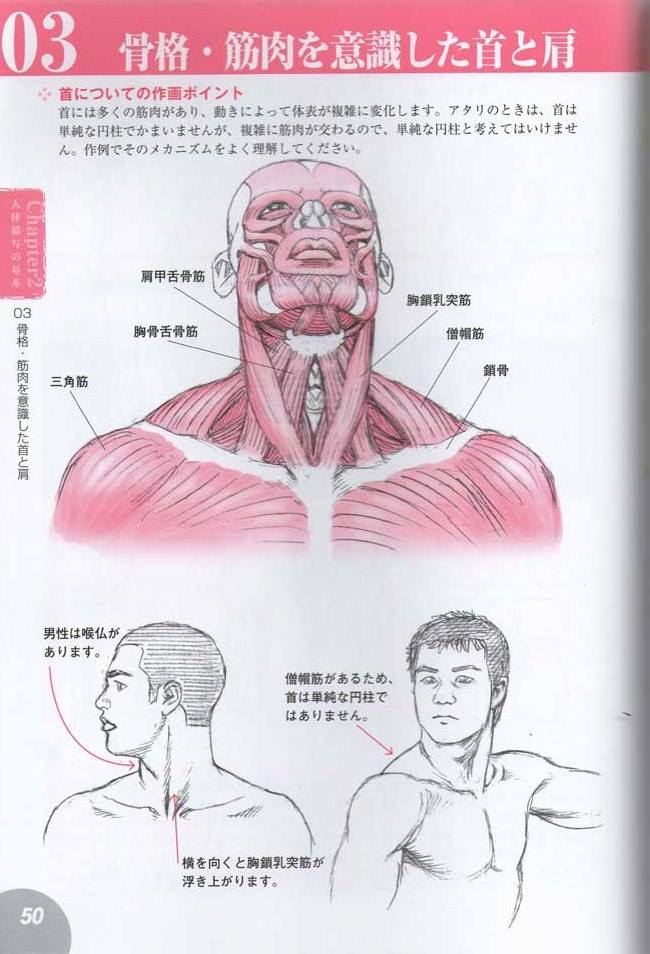 03 骨格・筋肉を意識した首と肩
首についての作画ポイント
首には多くの筋肉があり、動きによって体表が複雑に変化します。アタリのときは、首は
単純な円柱でかまいませんが、複雑に筋肉が交わるので、単純な円柱と考えてはいけませ
ん。作例でそのメカニズムをよく理解してください。
Chapter.2
人体描写の基本
03 骨格・筋肉を意識した首と肩
肩甲舌骨筋
胸鎖乳突筋
胸骨舌骨筋
僧帽筋
鎖骨
三角筋
男性は喉仏が
あります。
僧帽筋があるため、
首は単純な円柱で
はありません。
横を向くと胸鎖乳突筋が
浮き上がります。
50